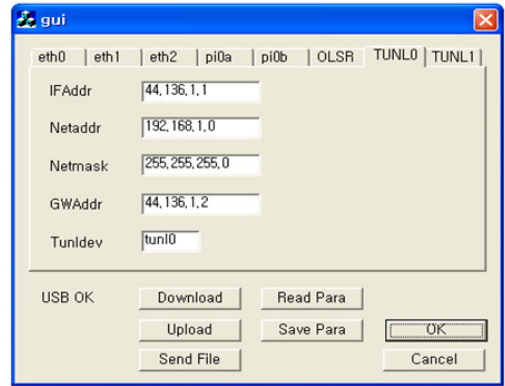 gui
eth0 eth1 eth2 pi0a pi0b OLSR TUNL0 TUNL1
IFAddr 44,136,1,1
Netaddr 192,168,1,0
Netmask 255,255,255,0
GWAddr 44,136,1,2
Tunldev tunl0
USB OK Download Read Para
Upload Save Para OK
Send File Cancel